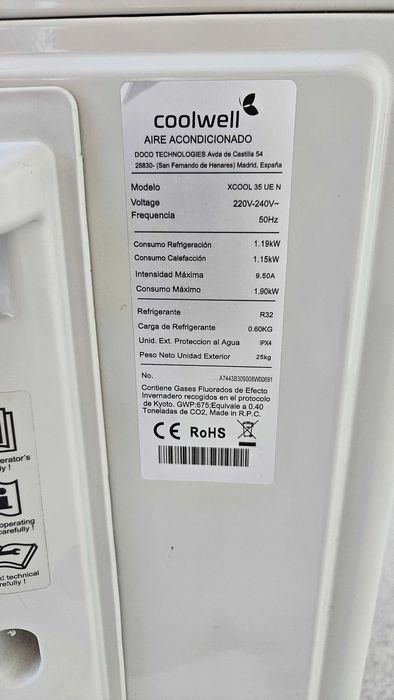 coolwell
AIRE ACONDICIONADO
DOCO TECHNOLOGIES Avda de Castilla 54
28830- (San Fernando de Henares) Madrid, España
Modelo XCOOL 35 UE N
Voltage 220V-240V~
Frequencia 50Hz
Consumo Refrigeración 1.19kW
Consumo Calefacción 1.15kW
Intensidad Máxima 9.50A
Consumo Máximo 1.90kW
Refrigerante R32
Carga de Refrigerante 0.60KG
Unid. Ext. Proteccion al Agua IPX4
Peso Neto Unidad Exterior 25kg
No. A7443B309008W00691
Contiene Gases Fluorados de Efecto
Invernadero recogidos en el protocolo
de Kyoto. GWP:675;Equivale a 0.40
Toneladas de CO2, Made in R.P.C.
CE RoHS
erator's
ly !
operating
carefully !
d technical
refully !